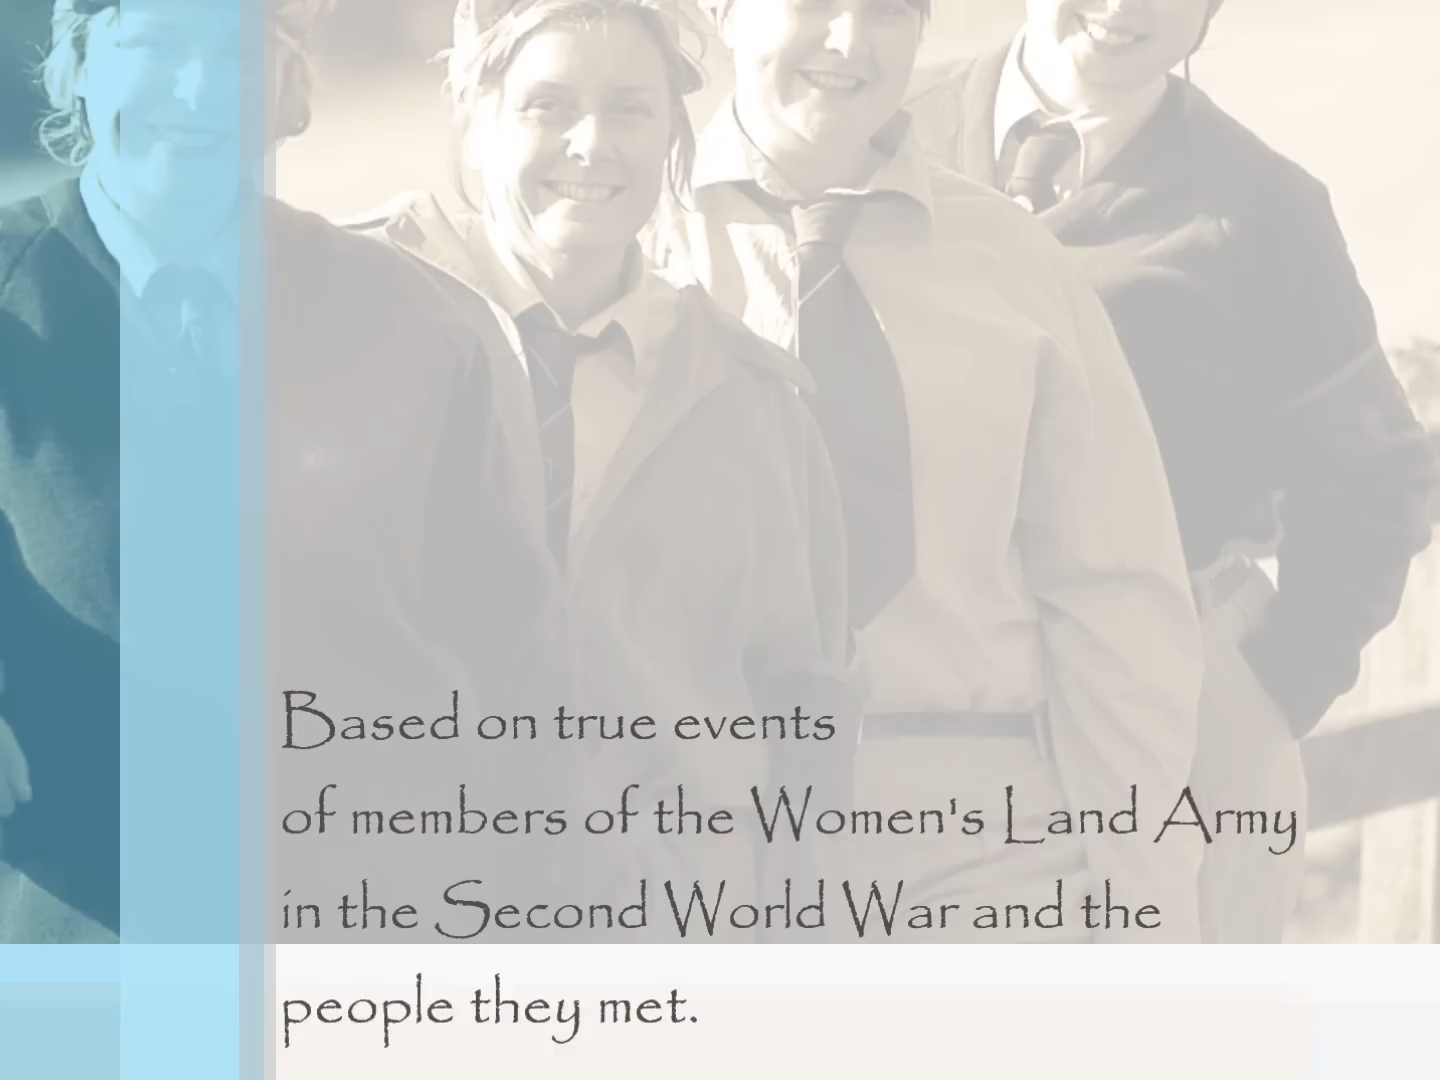 Based on true events
of members of the Women's Land Army
in the Second World War and the
people they met.